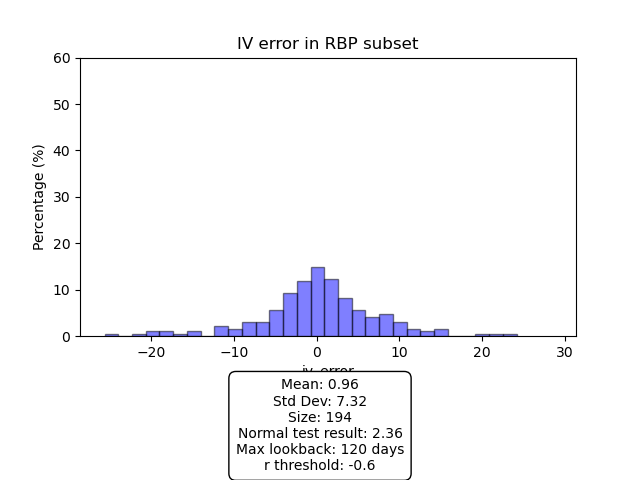 IV error in RBP subset
60
50
40
30
20
10
0
Percentage (%)
−20
−10
0
10
20
30
iv_error
Mean: 0.96
Std Dev: 7.32
Size: 194
Normal test result: 2.36
Max lookback: 120 days
r threshold: -0.6